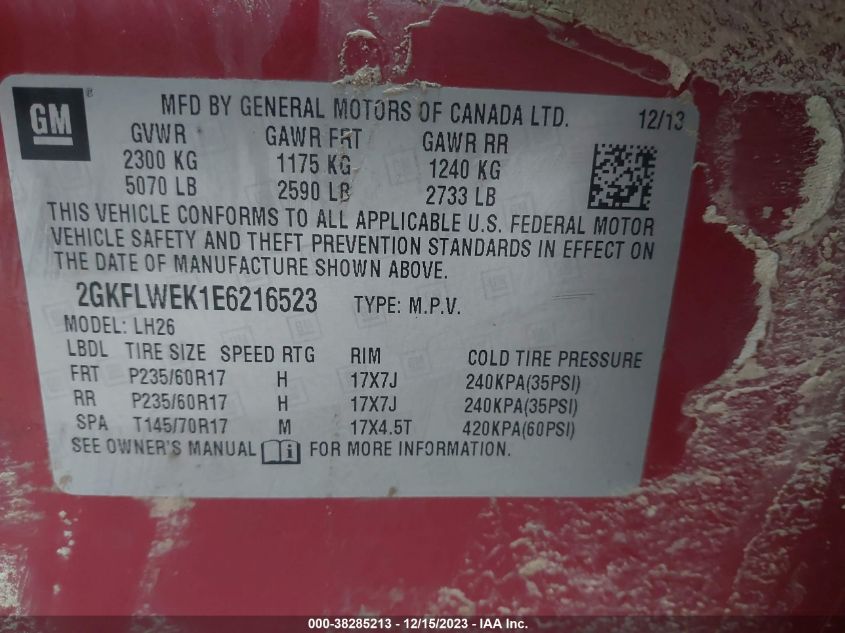 GM ®
MFD BY GENERAL MOTORS OF CANADA LTD. 12/13
GVWR GAWR FRT GAWR RR
2300 KG 1175 KG 1240 KG
5070 LB 2590 LB 2733 LB
THIS VEHICLE CONFORMS TO ALL APPLICABLE U.S. FEDERAL MOTOR
VEHICLE SAFETY AND THEFT PREVENTION STANDARDS IN EFFECT ON
THE DATE OF MANUFACTURE SHOWN ABOVE.
2GKFLWEK1E6216523 TYPE: M.P.V.
MODEL: LH26
LBDL TIRE SIZE SPEED RTG RIM COLD TIRE PRESSURE
FRT P235/60R17 H 17X7J 240KPA(35PSI)
RR P235/60R17 H 17X7J 240KPA(35PSI)
SPA T145/70R17 M 17X4.5T 420KPA(60PSI)
SEE OWNER'S MANUAL i FOR MORE INFORMATION.
000-38285213 - 12/15/2023 - IAA Inc.